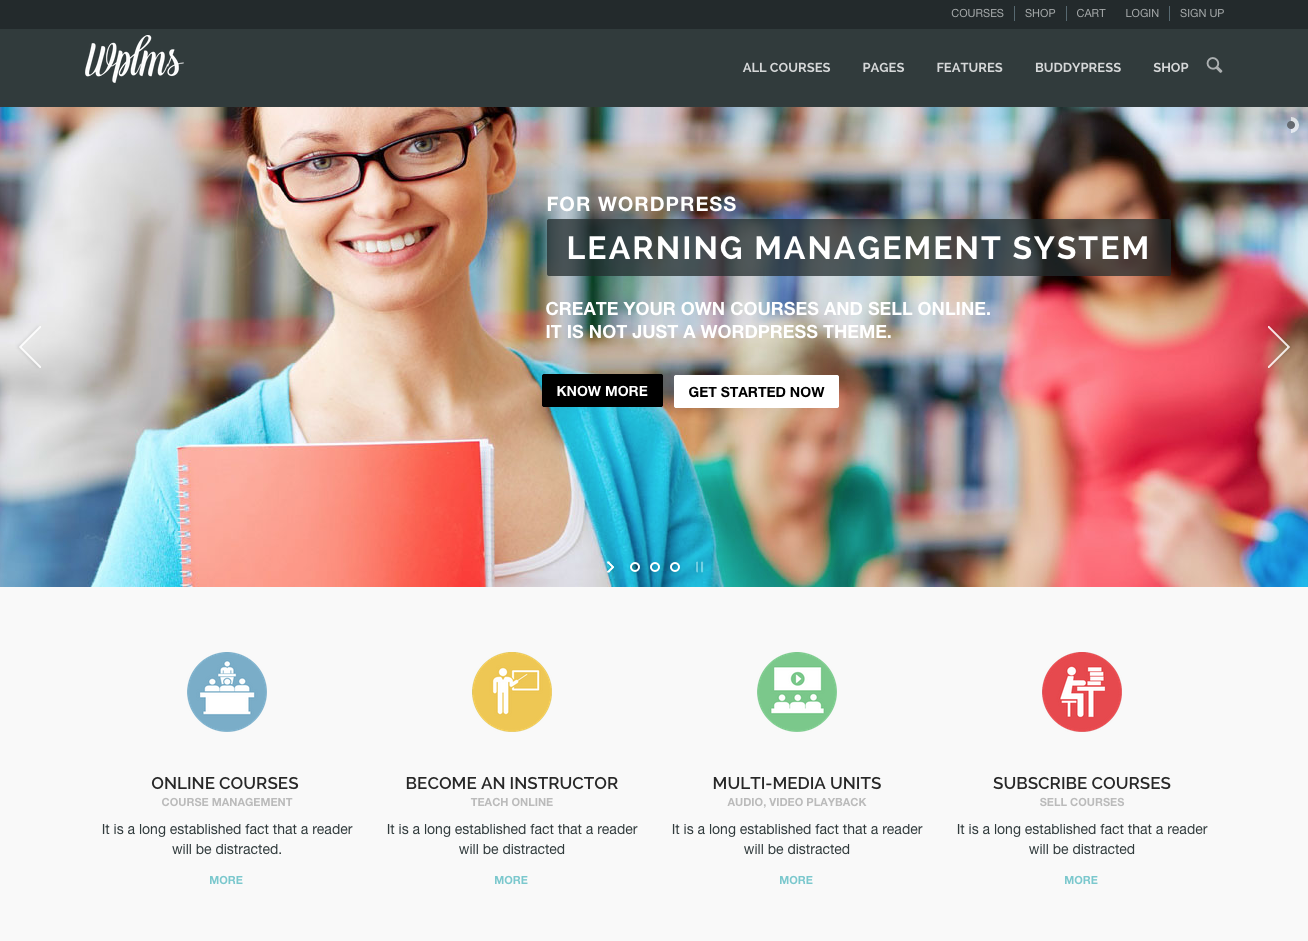 COURSES SHOP CART LOGIN SIGN UP
Wplms
ALL COURSES PAGES FEATURES BUDDYPRESS SHOP
FOR WORDPRESS
LEARNING MANAGEMENT SYSTEM
CREATE YOUR OWN COURSES AND SELL ONLINE.
IT IS NOT JUST A WORDPRESS THEME.
KNOW MORE GET STARTED NOW
ONLINE COURSES
COURSE MANAGEMENT
It is a long established fact that a reader
will be distracted.
MORE
BECOME AN INSTRUCTOR
TEACH ONLINE
It is a long established fact that a reader
will be distracted
MORE
MULTI-MEDIA UNITS
AUDIO, VIDEO PLAYBACK
It is a long established fact that a reader
will be distracted
MORE
SUBSCRIBE COURSES
SELL COURSES
It is a long established fact that a reader
will be distracted
MORE